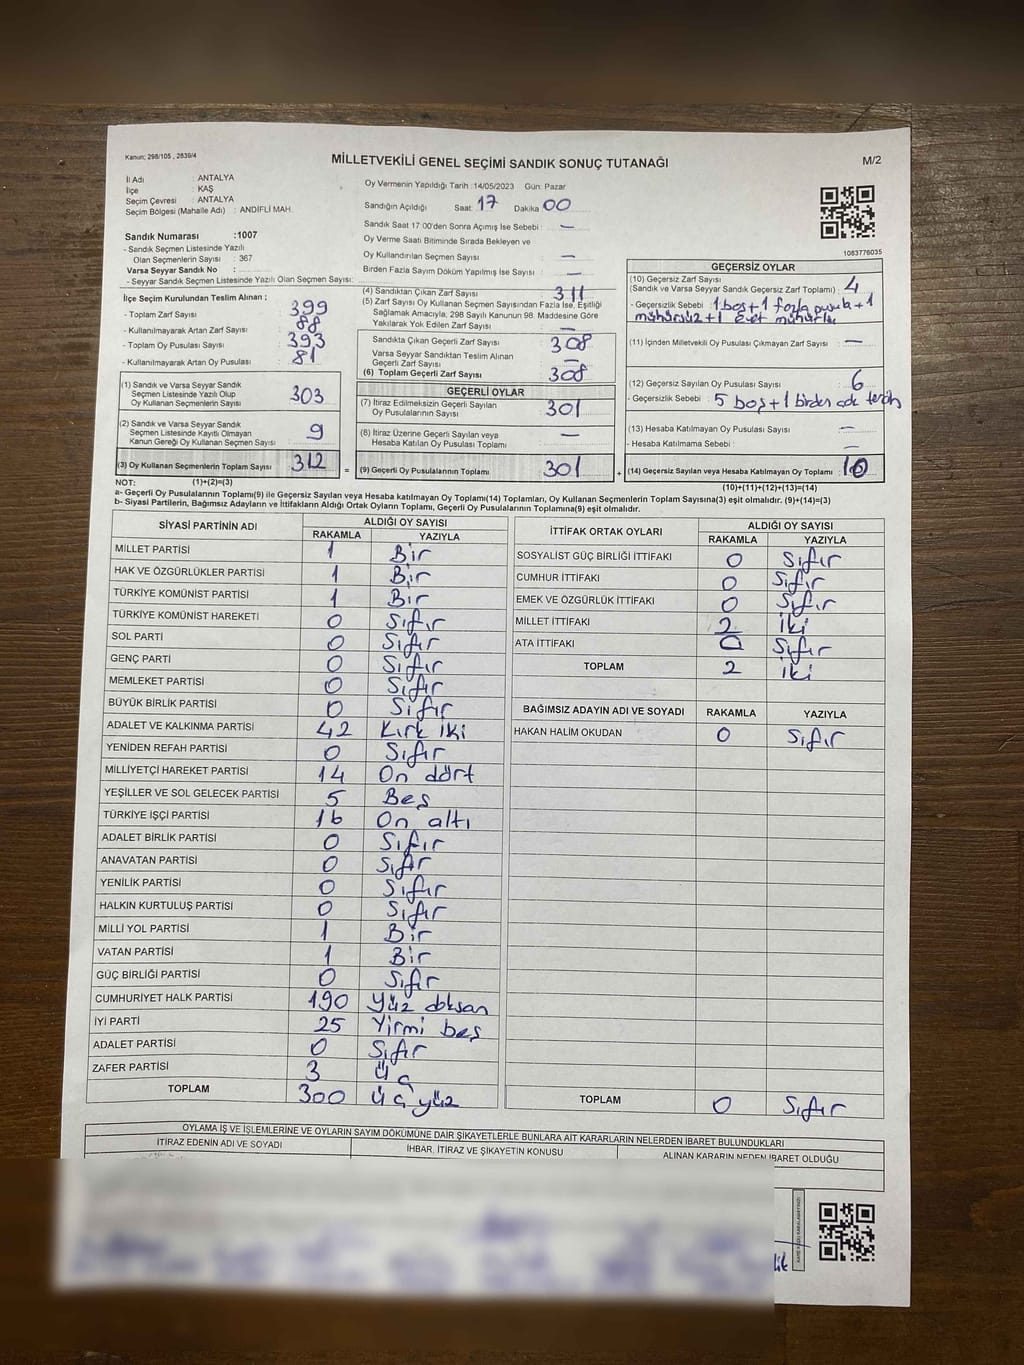 Kanun; 298/105 , 2839/4
MİLLETVEKİLİ GENEL SEÇİMİ SANDIK SONUÇ TUTANAĞI
M/2
İl Adı : ANTALYA
İlçe : KAŞ
Seçim Çevresi : ANTALYA
Seçim Bölgesi (Mahalle Adı) : ANDİFLİ MAH.
Sandık Numarası :1007
- Sandık Seçmen Listesinde Yazılı
Olan Seçmenlerin Sayısı : 367
Varsa Seyyar Sandık No :
- Seyyar Sandık Seçmen Listesinde Yazılı Olan Seçmen Sayısı:
Oy Vermenin Yapıldığı Tarih : 14/05/2023 Gün: Pazar
Sandığın Açıldığı Saat: 17 Dakika 00
Sandık Saat 17 00'den Sonra Açımış İse Sebebi : —
Oy Verme Saati Bitiminde Sırada Bekleyen ve
Oy Kullandırılan Seçmen Sayısı —
Birden Fazla Sayım Döküm Yapılmış İse Sayısı : —
1083776035
İlçe Seçim Kurulundan Teslim Alınan ;
- Toplam Zarf Sayısı : 399
- Kullanılmayarak Artan Zarf Sayısı : 88
- Toplam Oy Pusulası Sayısı : 393
- Kullanılmayarak Artan Oy Pusulası : 81
(1) Sandık ve Varsa Seyyar Sandık
Seçmen Listesinde Yazılı Olup
Oy Kullanan Seçmenlerin Sayısı 303
(2) Sandık ve Varsa Seyyar Sandık
Seçmen Listesinde Kayıtlı Olmayan
Kanun Gereği Oy Kullanan Seçmen Sayısı : 9
(3) Oy Kullanan Seçmenlerin Toplam Sayısı 312 =
(4) Sandıktan Çıkan Zarf Sayısı 311
(5) Zarf Sayısı Oy Kullanan Seçmen Sayısından Fazla İse, Eşitliği
Sağlamak Amacıyla, 298 Sayılı Kanunun 98. Maddesine Göre
Yakılarak Yok Edilen Zarf Sayısı : —
Sandıkta Çıkan Geçerli Zarf Sayısı : 308
Varsa Seyyar Sandıktan Teslim Alınan
Geçerli Zarf Sayısı : —
(6) Toplam Geçerli Zarf Sayısı : 308
GEÇERLİ OYLAR
(7) İtiraz Edilmeksizin Geçerli Sayılan
Oy Pusulalarının Sayısı : 301
(8) İtiraz Üzerine Geçerli Sayılan veya
Hesaba Katılan Oy Pusulası Toplamı : —
(9) Geçerli Oy Pusulalarının Toplamı 301 +
GEÇERSİZ OYLAR
(10) Geçersiz Zarf Sayısı
(Sandık ve Varsa Seyyar Sandık Geçersiz Zarf Toplamı) : 4
- Geçersizlik Sebebi : 1 boş+1 fazla pusula+1
mühürsüz+1 evet mühürlü
(11) İçinden Milletvekili Oy Pusulası Çıkmayan Zarf Sayısı : —
(12) Geçersiz Sayılan Oy Pusulası Sayısı : 6
- Geçersizlik Sebebi : 5 boş+1 birden çok tercih
(13) Hesaba Katılmayan Oy Pusulası Sayısı : —
- Hesaba Katılmama Sebebi : —
(14) Geçersiz Sayılan veya Hesaba Katılmayan Oy Toplamı : 10
(10)+(11)+(12)+(13)=(14)
NOT: (1)+(2)=(3)
a- Geçerli Oy Pusulalarının Toplamı(9) ile Geçersiz Sayılan veya Hesaba katılmayan Oy Toplamı(14) Toplamları, Oy Kullanan Seçmenlerin Toplam Sayısına(3) eşit olmalıdır. (9)+(14)=(3)
b- Siyasi Partilerin, Bağımsız Adayların ve İttifakların Aldığı Ortak Oyların Toplamı, Geçerli Oy Pusulalarının Toplamına(9) eşit olmalıdır.
SİYASİ PARTİNİN ADI ALDIĞI OY SAYISI
RAKAMLA YAZIYLA
MİLLET PARTİSİ 1 Bir
HAK VE ÖZGÜRLÜKLER PARTİSİ 1 Bir
TÜRKİYE KOMÜNİST PARTİSİ 1 Bir
TÜRKİYE KOMÜNİST HAREKETİ 0 Sıfır
SOL PARTİ 0 Sıfır
GENÇ PARTİ 0 Sıfır
MEMLEKET PARTİSİ 0 Sıfır
BÜYÜK BİRLİK PARTİSİ 0 Sıfır
ADALET VE KALKINMA PARTİSİ 42 Kırk iki
YENİDEN REFAH PARTİSİ 0 Sıfır
MİLLİYETÇİ HAREKET PARTİSİ 14 On dört
YEŞİLLER VE SOL GELECEK PARTİSİ 5 Beş
TÜRKİYE İŞÇİ PARTİSİ 16 On altı
ADALET BİRLİK PARTİSİ 0 Sıfır
ANAVATAN PARTİSİ 0 Sıfır
YENİLİK PARTİSİ 0 Sıfır
HALKIN KURTULUŞ PARTİSİ 0 Sıfır
MİLLİ YOL PARTİSİ 1 Bir
VATAN PARTİSİ 1 Bir
GÜÇ BİRLİĞİ PARTİSİ 0 Sıfır
CUMHURİYET HALK PARTİSİ 190 Yüz doksan
İYİ PARTİ 25 Yirmi beş
ADALET PARTİSİ 0 Sıfır
ZAFER PARTİSİ 3 Üç
TOPLAM 300 Üç yüz
İTTİFAK ORTAK OYLARI ALDIĞI OY SAYISI
RAKAMLA YAZIYLA
SOSYALİST GÜÇ BİRLİĞİ İTTİFAKI 0 Sıfır
CUMHUR İTTİFAKI 0 Sıfır
EMEK VE ÖZGÜRLÜK İTTİFAKI 0 Sıfır
MİLLET İTTİFAKI 2 İki
ATA İTTİFAKI 0 Sıfır
TOPLAM 2 İki
BAĞIMSIZ ADAYIN ADI VE SOYADI RAKAMLA YAZIYLA
HAKAN HALİM OKUDAN 0 Sıfır
TOPLAM 0 Sıfır
OYLAMA İŞ VE İŞLEMLERİNE VE OYLARIN SAYIM DÖKÜMÜNE DAİR ŞİKAYETLERLE BUNLARA AİT KARARLARIN NELERDEN İBARET BULUNDUKLARI
İTİRAZ EDENİN ADI VE SOYADI İHBAR, İTİRAZ VE ŞİKAYETİN KONUSU ALINAN KARARIN NEDEN İBARET OLDUĞU